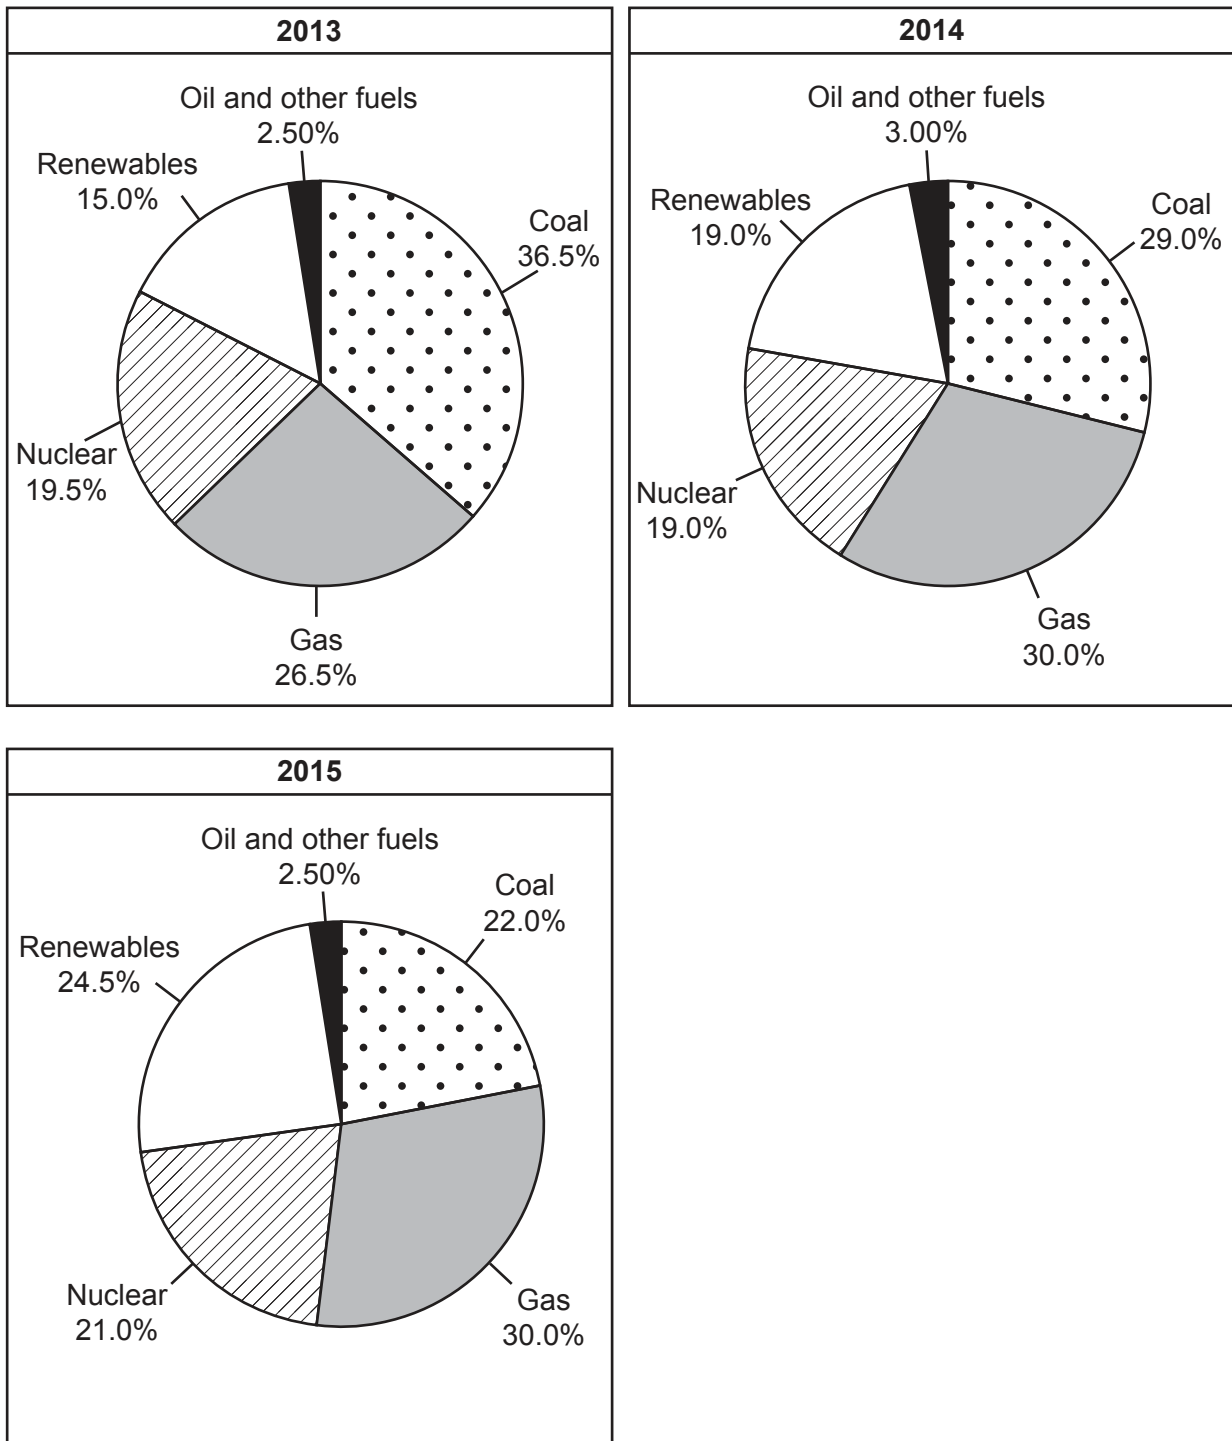 2013
Oil and other fuels
2.50%
Renewables
15.0%
Coal
36.5%
Nuclear
19.5%
Gas
26.5%
2014
Oil and other fuels
3.00%
Renewables
19.0%
Coal
29.0%
Nuclear
19.0%
Gas
30.0%
2015
Oil and other fuels
2.50%
Coal
22.0%
Renewables
24.5%
Nuclear
21.0%
Gas
30.0%